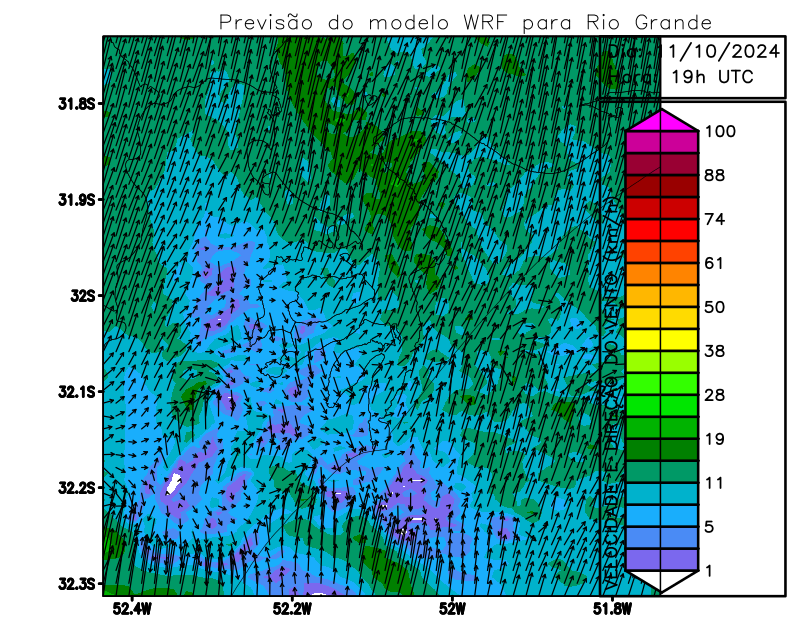 Previsão do modelo WRF para Rio Grande
Dia: 11/10/2024
Hora: 19h UTC
31.8S
31.9S
32S
32.1S
32.2S
32.3S
52.4W
52.2W
52W
51.8W
VELOCIDADE E DIREÇÃO DO VENTO (km/h)
100
88
74
61
50
38
28
19
11
5
1